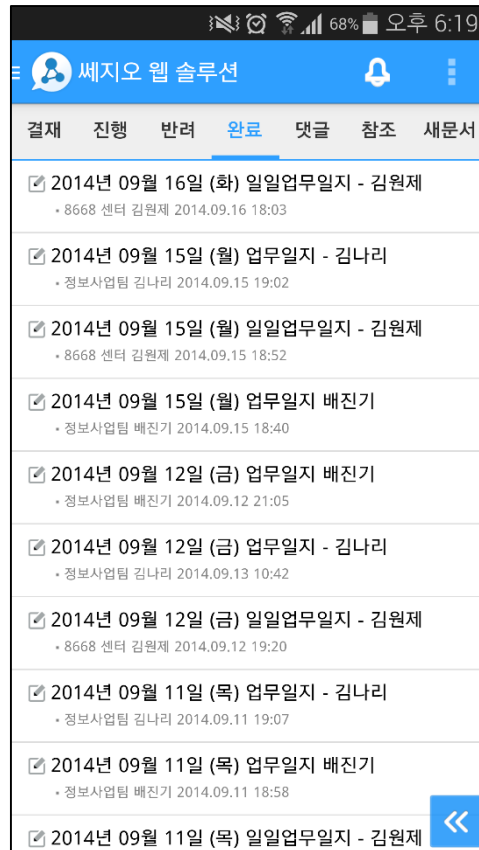 68% 오후 6:19
쎄지오 웹 솔루션
결재 진행 반려 완료 댓글 참조 새문서
2014년 09월 16일 (화) 일일업무일지 - 김원제
• 8668 센터 김원제 2014.09.16 18:03
2014년 09월 15일 (월) 업무일지 - 김나리
• 정보사업팀 김나리 2014.09.15 19:02
2014년 09월 15일 (월) 일일업무일지 - 김원제
• 8668 센터 김원제 2014.09.15 18:52
2014년 09월 15일 (월) 업무일지 배진기
• 정보사업팀 배진기 2014.09.15 18:40
2014년 09월 12일 (금) 업무일지 배진기
• 정보사업팀 배진기 2014.09.12 21:05
2014년 09월 12일 (금) 업무일지 - 김나리
• 정보사업팀 김나리 2014.09.13 10:42
2014년 09월 12일 (금) 일일업무일지 - 김원제
• 8668 센터 김원제 2014.09.12 19:20
2014년 09월 11일 (목) 업무일지 - 김나리
• 정보사업팀 김나리 2014.09.11 19:07
2014년 09월 11일 (목) 업무일지 배진기
• 정보사업팀 배진기 2014.09.11 18:58
2014년 09월 11일 (목) 일일업무일지 - 김원제